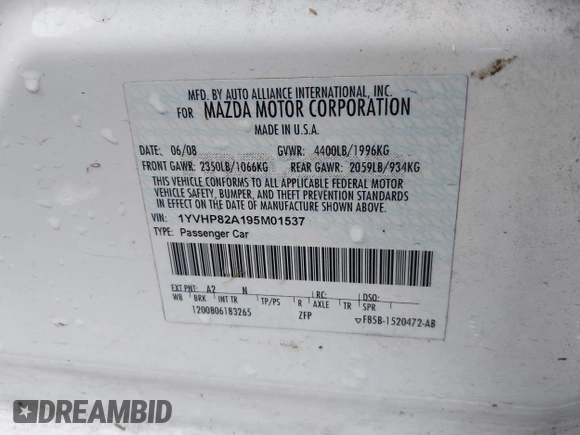 MFD. BY AUTO ALLIANCE INTERNATIONAL, INC.
FOR MAZDA MOTOR CORPORATION
MADE IN U.S.A.
DATE: 06/08 GVWR: 4400LB/1996KG
FRONT GAWR: 2350LB/1066KG REAR GAWR: 2059LB/934KG
THIS VEHICLE CONFORMS TO ALL APPLICABLE FEDERAL MOTOR
VEHICLE SAFETY, BUMPER, AND THEFT PREVENTION STANDARDS
IN EFFECT ON THE DATE OF MANUFACTURE SHOWN ABOVE.
VIN: 1YVHP82A195M01537
TYPE: Passenger Car
EXT PNT: A2 N RC: DSO:
WB BRK INT TR TP/PS R AXLE TR SPR
1200806183265 ZFP F85B-1520472-AB
DREAMBID